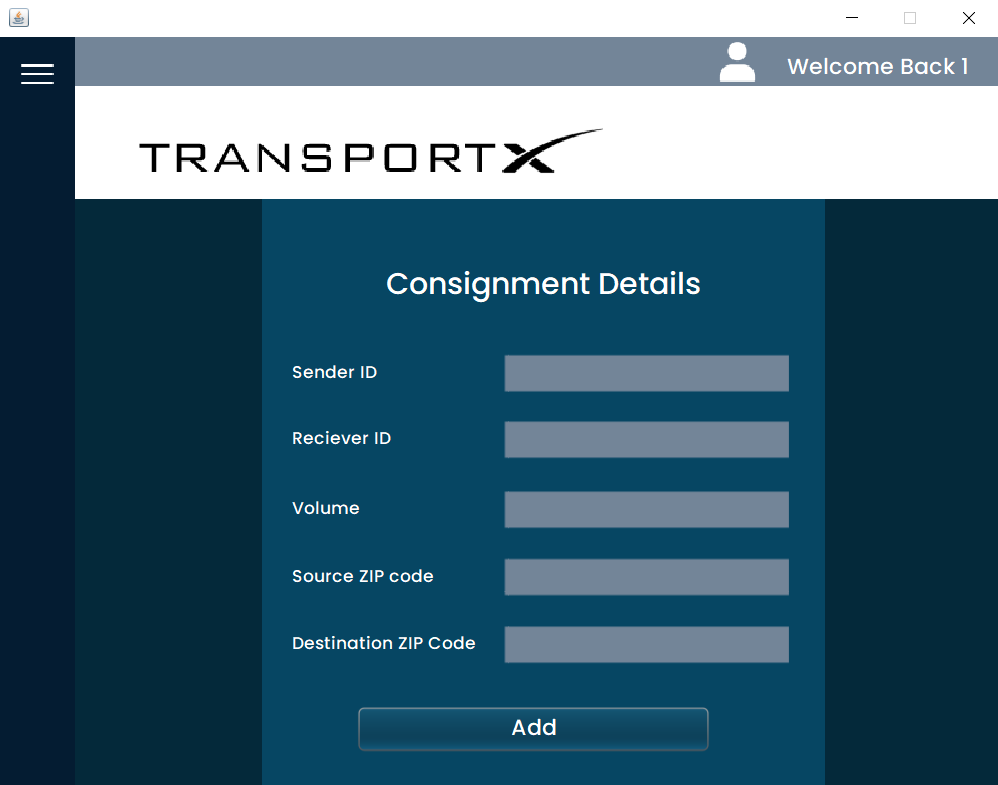 Welcome Back 1
TRANSPORTX
Consignment Details
Sender ID
Reciever ID
Volume
Source ZIP code
Destination ZIP Code
Add